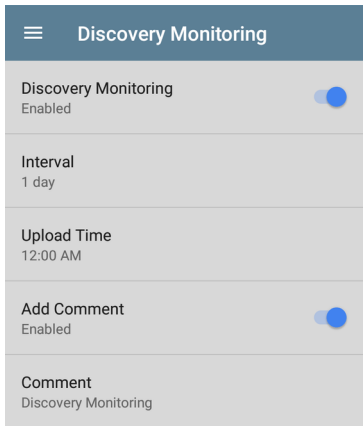 Discovery Monitoring
Discovery Monitoring
Enabled
Interval
1 day
Upload Time
12:00 AM
Add Comment
Enabled
Comment
Discovery Monitoring